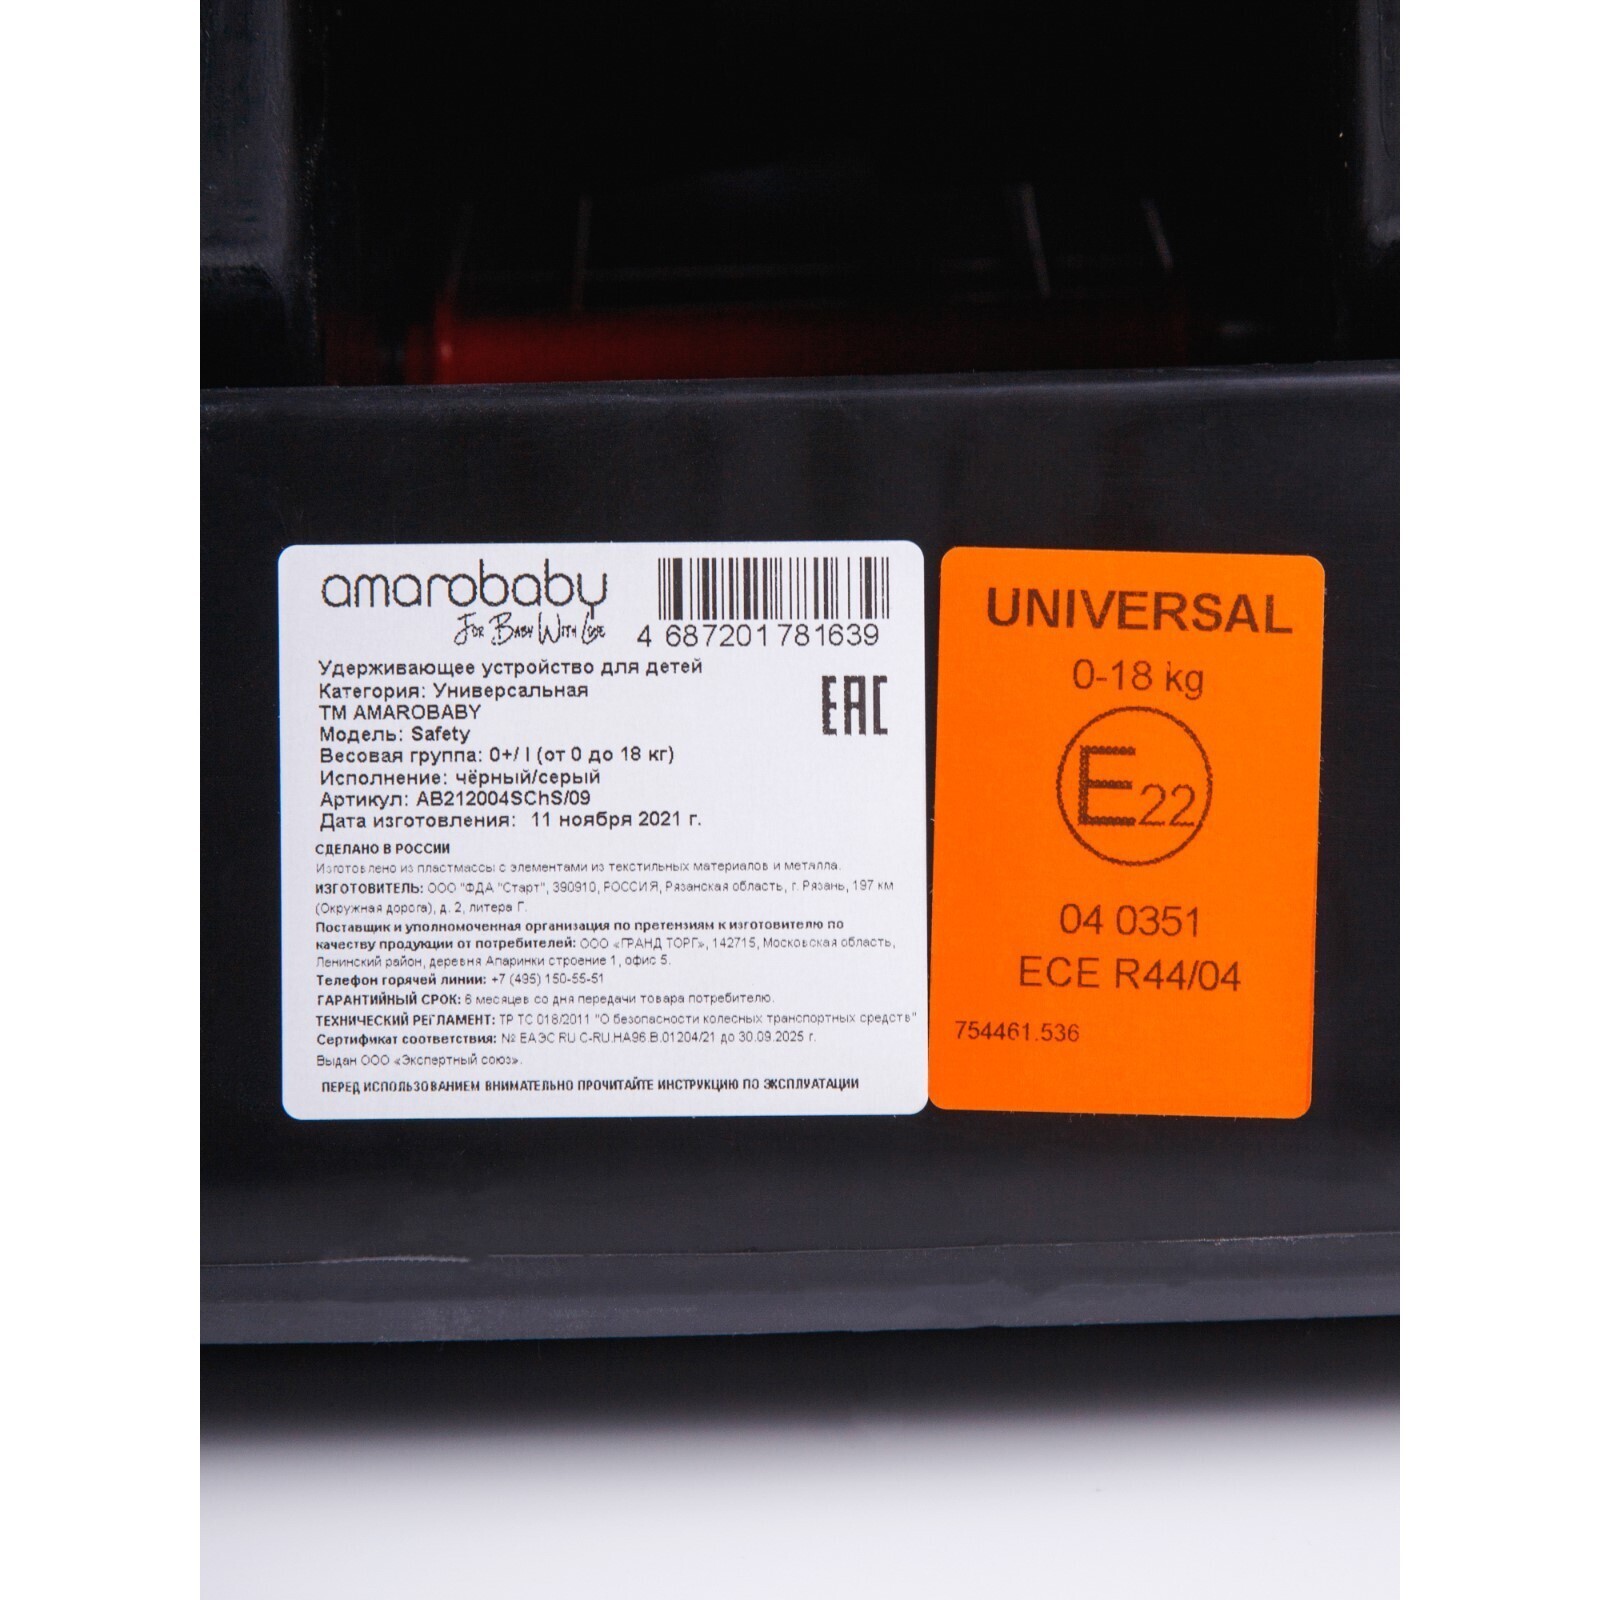 amarobaby
For Baby With Love
4 687201 781639
Удерживающее устройство для детей
Категория: Универсальная
ТМ AMAROBABY
Модель: Safety
Весовая группа: 0+/ I (от 0 до 18 кг)
Исполнение: чёрный/серый
Артикул: AB212004SChS/09
Дата изготовления: 11 ноября 2021 г.
EAC
СДЕЛАНО В РОССИИ
Изготовлено из пластмассы с элементами из текстильных материалов и металла.
ИЗГОТОВИТЕЛЬ: ООО "ФДА "Старт", 390910, РОССИЯ, Рязанская область, г. Рязань, 197 км
(Окружная дорога), д. 2, литера Г.
Поставщик и уполномоченная организация по претензиям к изготовителю по
качеству продукции от потребителей: ООО «ГРАНД ТОРГ», 142715, Московская область,
Ленинский район, деревня Апаринки строение 1, офис 5.
Телефон горячей линии: +7 (495) 150-55-51
ГАРАНТИЙНЫЙ СРОК: 6 месяцев со дня передачи товара потребителю.
ТЕХНИЧЕСКИЙ РЕГЛАМЕНТ: ТР ТС 018/2011 "О безопасности колесных транспортных средств"
Сертификат соответствия: № ЕАЭС RU С-RU.НА96.В.01204/21 до 30.09.2025 г.
Выдан ООО «Экспертный союз».
ПЕРЕД ИСПОЛЬЗОВАНИЕМ ВНИМАТЕЛЬНО ПРОЧИТАЙТЕ ИНСТРУКЦИЮ ПО ЭКСПЛУАТАЦИИ
UNIVERSAL
0-18 kg
E22
04 0351
ECE R44/04
754461.536